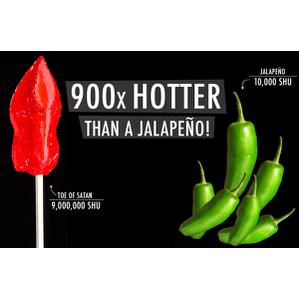 900x HOTTER
THAN A JALAPEÑO!
JALAPEÑO
10,000 SHU
TOE OF SATAN
9,000,000 SHU